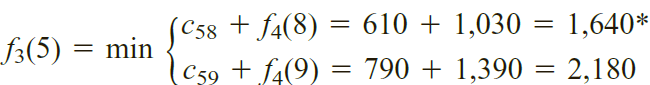 f₃(5) = min { c₅₈ + f₄(8) = 610 + 1,030 = 1,640*
c₅₉ + f₄(9) = 790 + 1,390 = 2,180